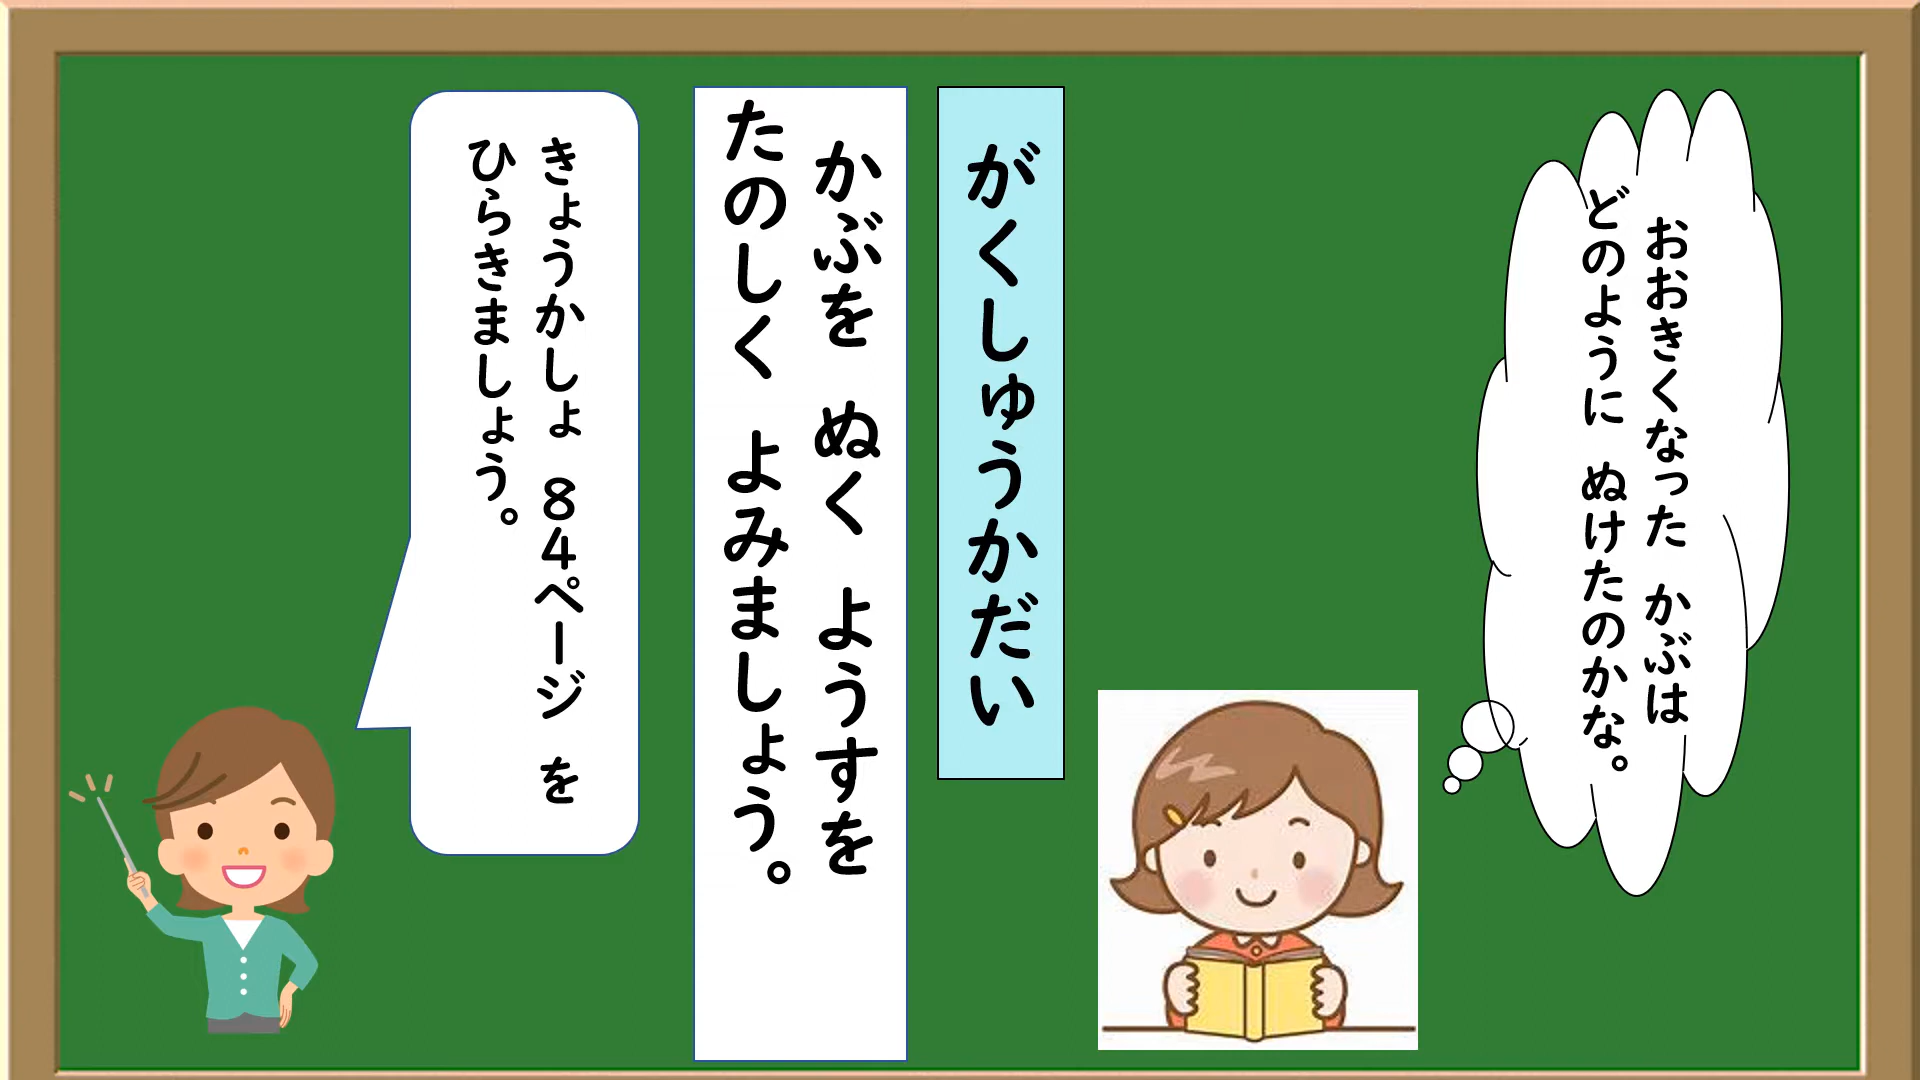 おおきくなった かぶは
どのように ぬけたのかな。
がくしゅうかだい
かぶを ぬく ようすを
たのしく よみましょう。
きょうかしょ 84ページ を
ひらきましょう。